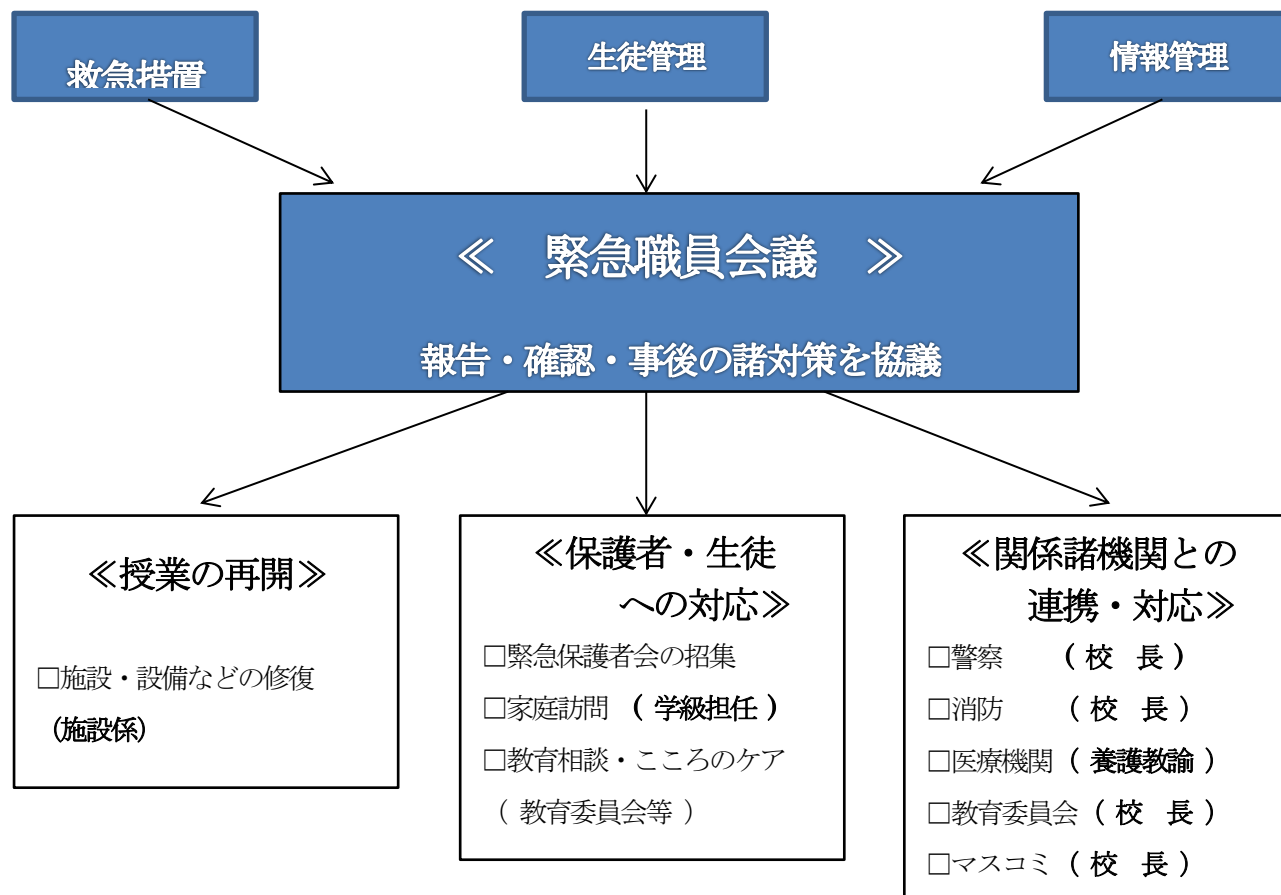 救急措置
生徒管理
情報管理
≪　緊急職員会議　≫
報告・確認・事後の諸対策を協議
≪授業の再開≫
□施設・設備などの修復
(施設係)
≪保護者・生徒
への対応≫
□緊急保護者会の招集
□家庭訪問 （ 学級担任 ）
□教育相談・こころのケア
（ 教育委員会等 ）
≪関係諸機関との
連携・対応≫
□警察　　（ 校　長 ）
□消防　　（ 校　長 ）
□医療機関（ 養護教諭 ）
□教育委員会（ 校　長 ）
□マスコミ（ 校　長 ）